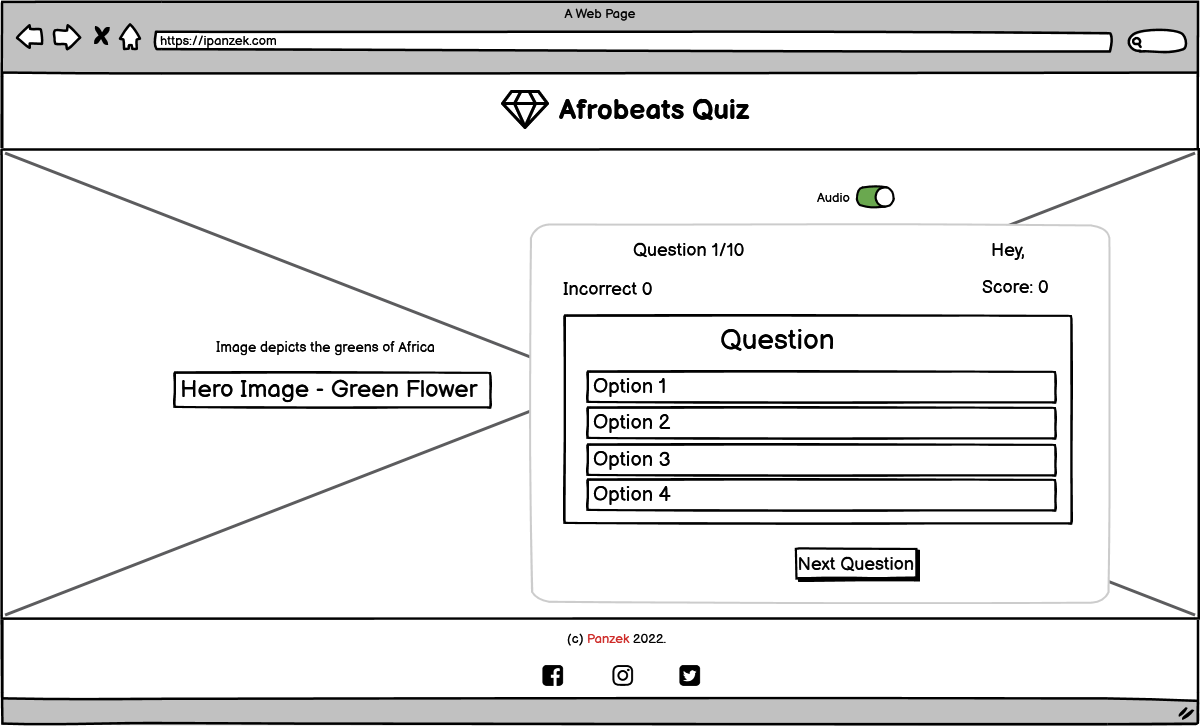 A Web Page
https://ipanzek.com
Afrobeats Quiz
Audio
Question 1/10
Hey,
Incorrect 0
Score: 0
Image depicts the greens of Africa
Hero Image - Green Flower
Question
Option 1
Option 2
Option 3
Option 4
Next Question
(c) Panzek 2022.